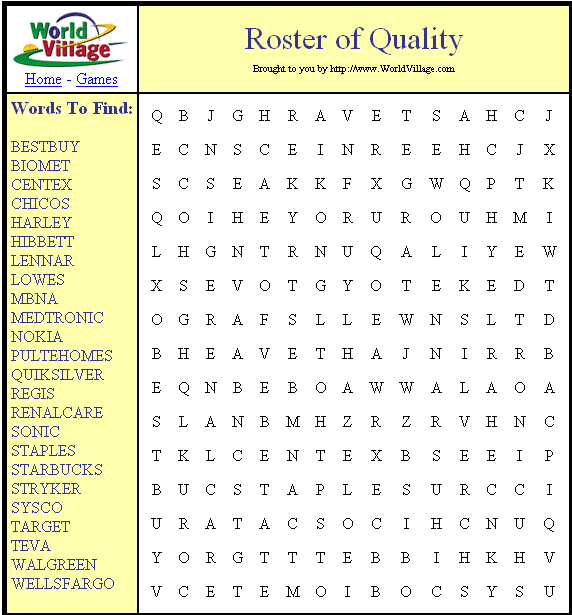 World
Village
Home - Games
Roster of Quality
Brought to you by http://www.WorldVillage.com
Words To Find:
BESTBUY
BIOMET
CENTEX
CHICOS
HARLEY
HIBBETT
LENNAR
LOWES
MBNA
MEDTRONIC
NOKIA
PULTEHOMES
QUIKSILVER
REGIS
RENALCARE
SONIC
STAPLES
STARBUCKS
STRYKER
SYSCO
TARGET
TEVA
WALGREEN
WELLSFARGO
Q B J G H R A V E T S A H C J
E C N S C E I N R E E H C J X
S C S E A K K F X G W Q P T K
Q O I H E Y O R U R O U H M I
L H G N T R N U Q A L I Y E W
X S E V O T G Y O T E K E D T
O G R A F S L L E W N S L T D
B H E A V E T H A J N I R R B
E Q N B E B O A W W A L A O A
S L A N B M H Z R Z R V H N C
T K L C E N T E X B S E E I P
B U C S T A P L E S U R C C I
U R A T A C S O C I H C N U Q
Y O R G T T T E B B I H K H V
V C E T E M O I B O C S Y S U